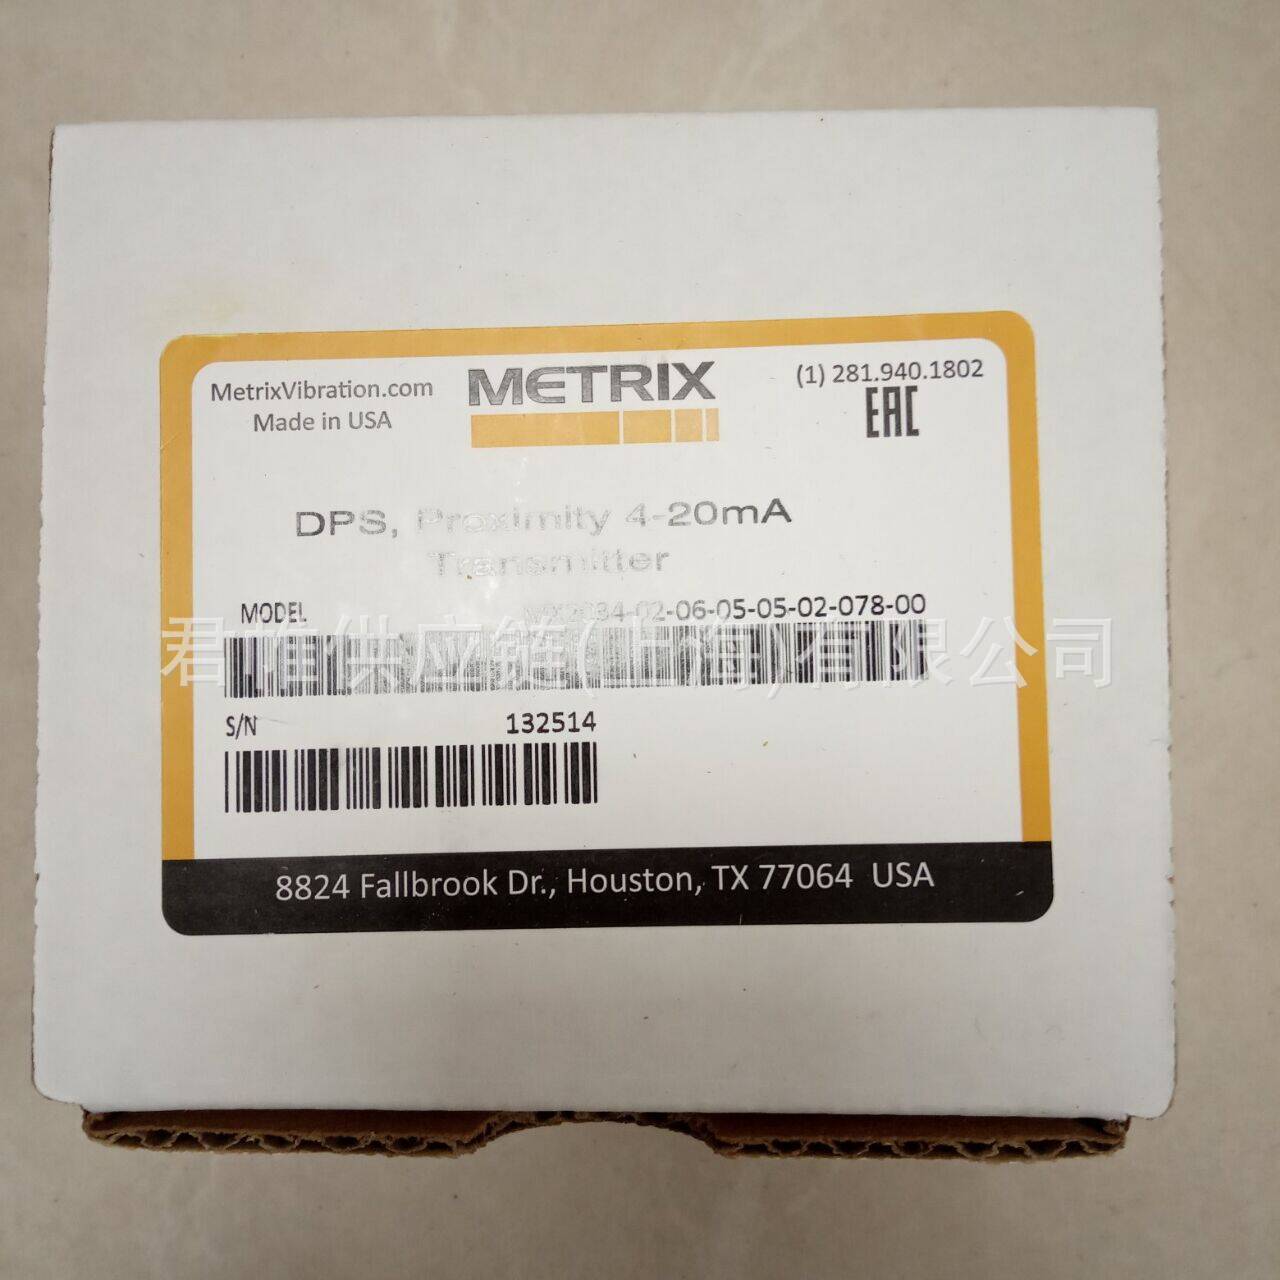 MetrixVibration.com
Made in USA
METRIX
(1) 281.940.1802
EAC
DPS, Proximity 4-20mA
Transmitter
MODEL
MX2034-02-06-05-05-02-078-00
君唯供应链(上海)有限公司
S/N
132514
8824 Fallbrook Dr., Houston, TX 77064 USA